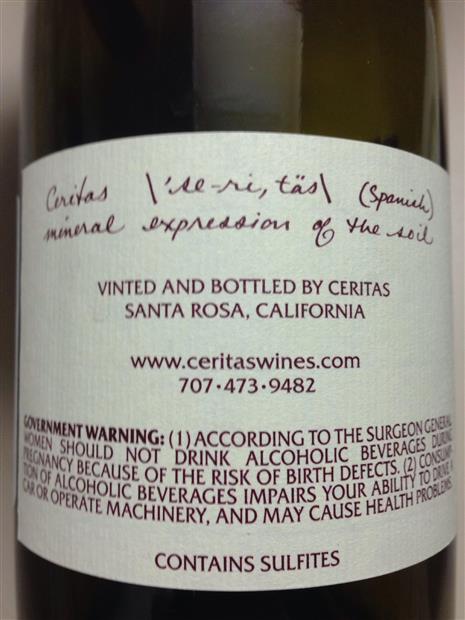 Ceritas \'se-ri,täs\ (Spanish)
mineral expression of the soil
VINTED AND BOTTLED BY CERITAS
SANTA ROSA, CALIFORNIA
www.ceritaswines.com
707·473·9482
GOVERNMENT WARNING: (1) ACCORDING TO THE SURGEON GENERAL
WOMEN SHOULD NOT DRINK ALCOHOLIC BEVERAGES DURING
PREGNANCY BECAUSE OF THE RISK OF BIRTH DEFECTS. (2) CONSUMP-
TION OF ALCOHOLIC BEVERAGES IMPAIRS YOUR ABILITY TO DRIVE A
CAR OR OPERATE MACHINERY, AND MAY CAUSE HEALTH PROBLEMS.
CONTAINS SULFITES